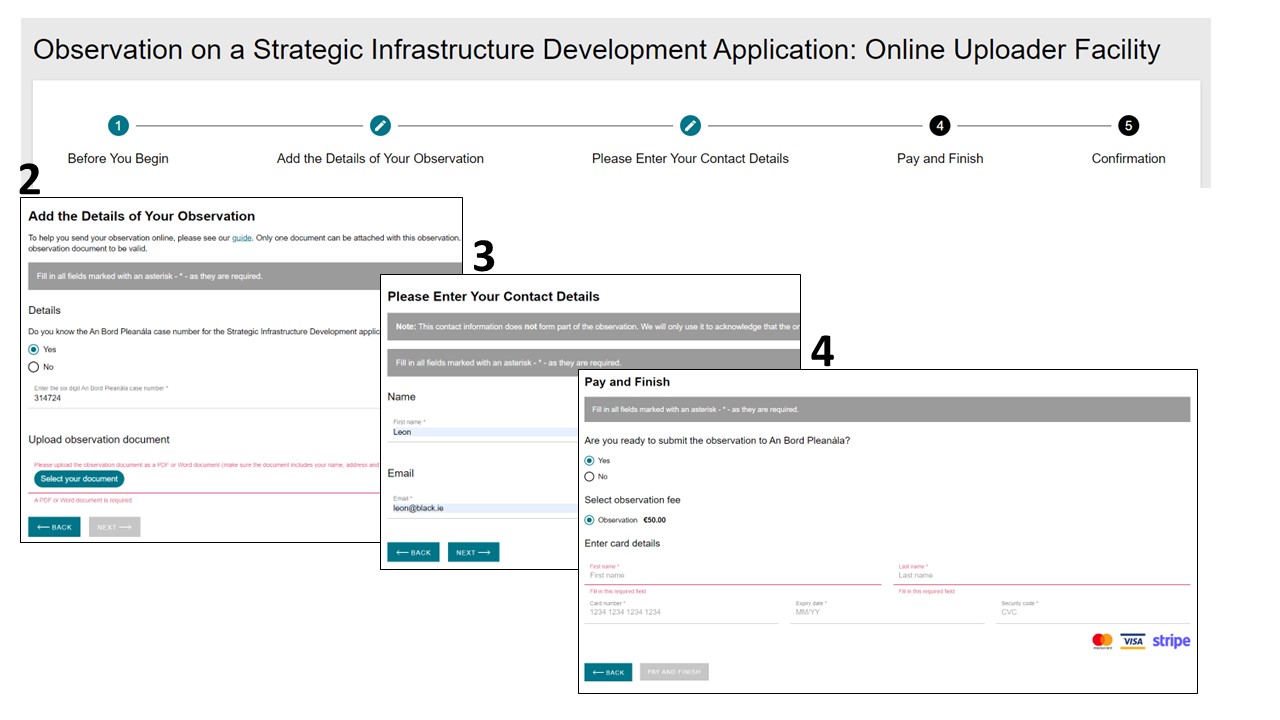 Observation on a Strategic Infrastructure Development Application: Online Uploader Facility
1
4
5
Before You Begin
Add the Details of Your Observation
Please Enter Your Contact Details
Pay and Finish
Confirmation
2
Add the Details of Your Observation
To help you send your observation online, please see our guide. Only one document can be attached with this observation.
observation document to be valid.
Fill in all fields marked with an asterisk - * - as they are required.
Details
Do you know the An Bord Pleanála case number for the Strategic Infrastructure Development applic
Yes
No
Enter the six digit An Bord Pleanála case number *
314724
Upload observation document
Please upload the observation document as a PDF or Word document (make sure the document includes your name, address and
Select your document
A PDF or Word document is required
⟵ BACK
NEXT ⟶
3
Please Enter Your Contact Details
Note: This contact information does not form part of the observation. We will only use it to acknowledge that the or
Fill in all fields marked with an asterisk - * - as they are required.
Name
First name *
Leon
Email
Email *
leon@black.ie
⟵ BACK
NEXT ⟶
4
Pay and Finish
Fill in all fields marked with an asterisk - * - as they are required.
Are you ready to submit the observation to An Bord Pleanála?
Yes
No
Select observation fee
Observation €50.00
Enter card details
First name *
Last name *
First name
Last name
Fill in this required field
Fill in this required field
Card number *
Expiry date *
Security code *
1234 1234 1234 1234
MM/YY
CVC
mastercard
VISA
stripe
⟵ BACK
PAY AND FINISH